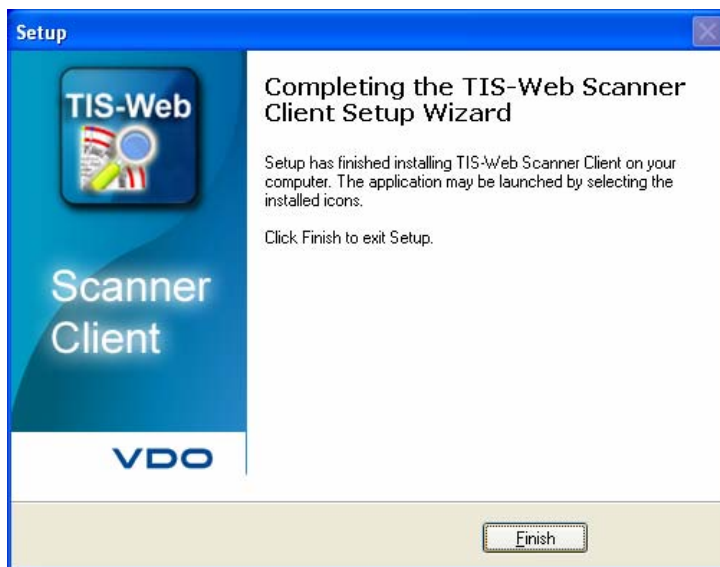 Setup
TIS-Web
Scanner
Client
VDO
Completing the TIS-Web Scanner
Client Setup Wizard
Setup has finished installing TIS-Web Scanner Client on your
computer. The application may be launched by selecting the
installed icons.
Click Finish to exit Setup.
Finish